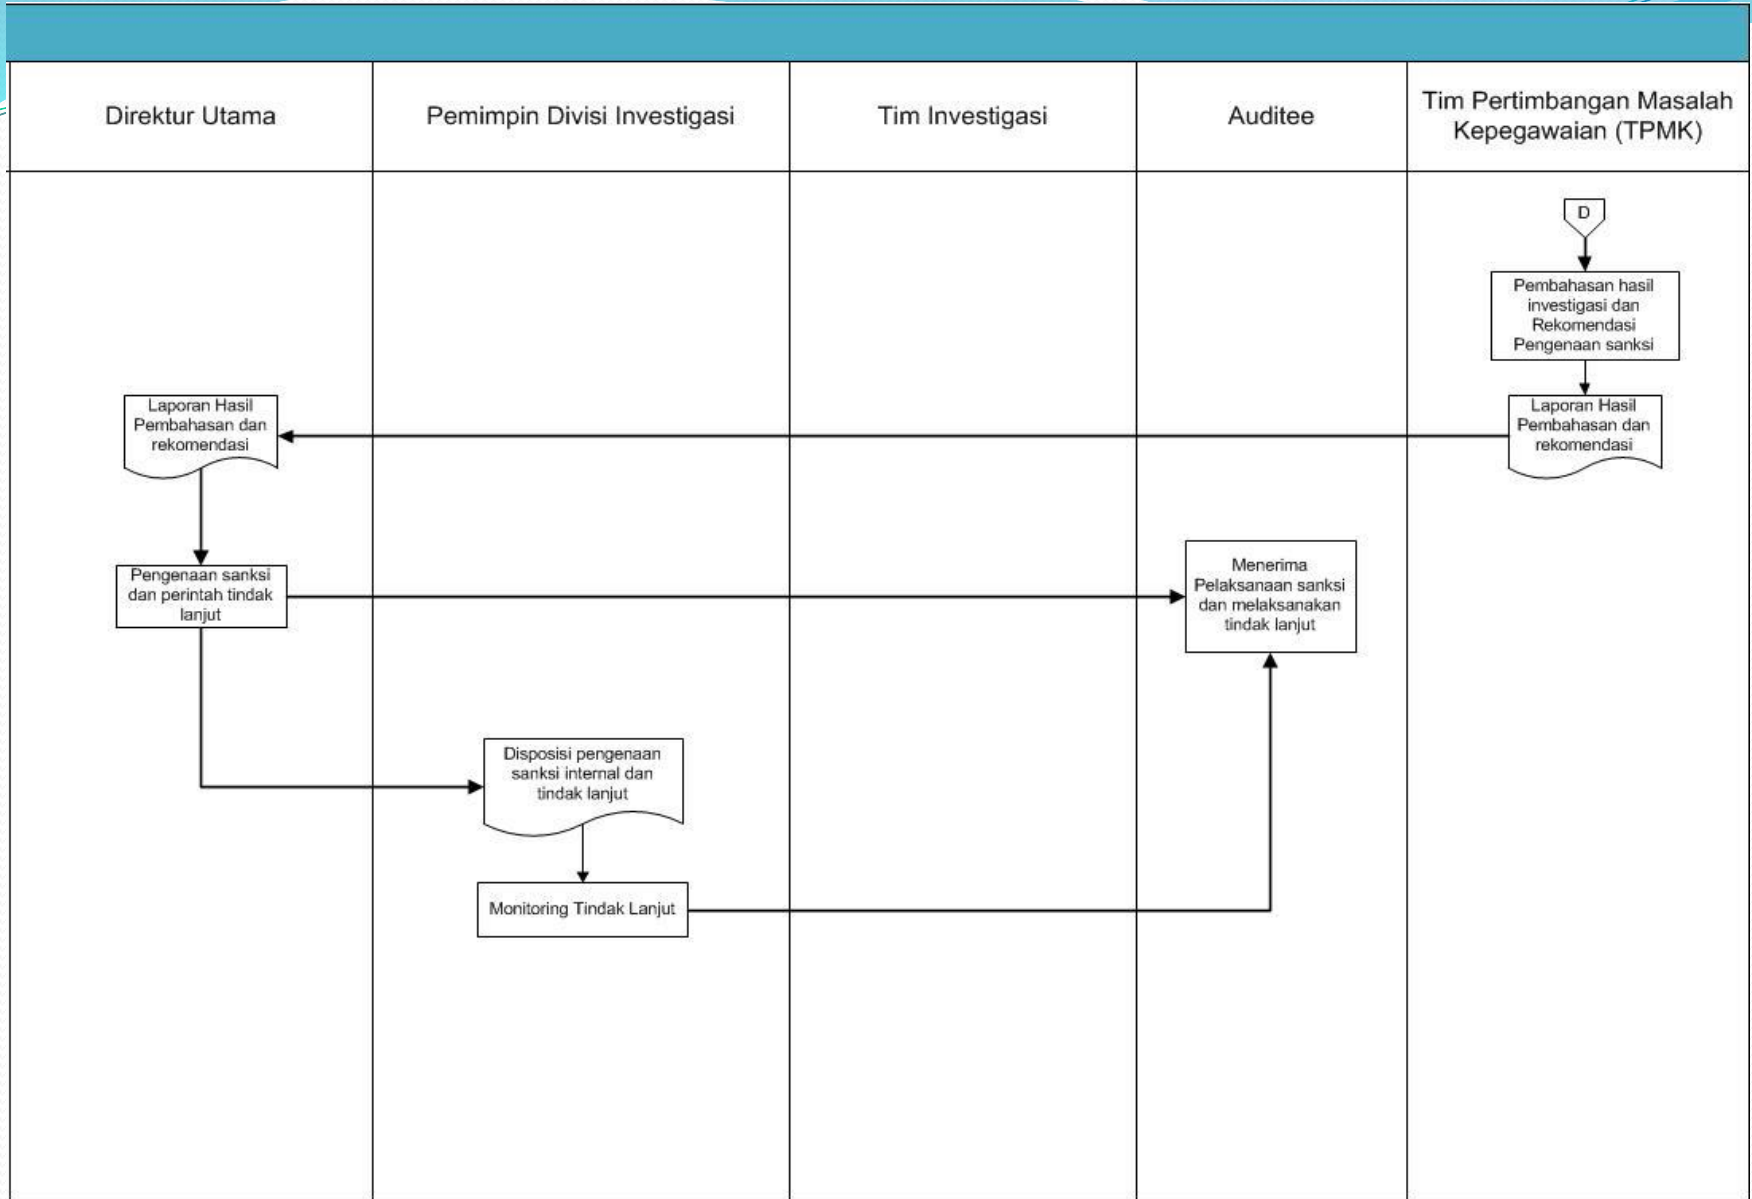 Direktur Utama
Pemimpin Divisi Investigasi
Tim Investigasi
Auditee
Tim Pertimbangan Masalah
Kepegawaian (TPMK)
D
Pembahasan hasil
investigasi dan
Rekomendasi
Pengenaan sanksi
Laporan Hasil
Pembahasan dan
rekomendasi
Laporan Hasil
Pembahasan dan
rekomendasi
Pengenaan sanksi
dan perintah tindak
lanjut
Menerima
Pelaksanaan sanksi
dan melaksanakan
tindak lanjut
Disposisi pengenaan
sanksi internal dan
tindak lanjut
Monitoring Tindak Lanjut